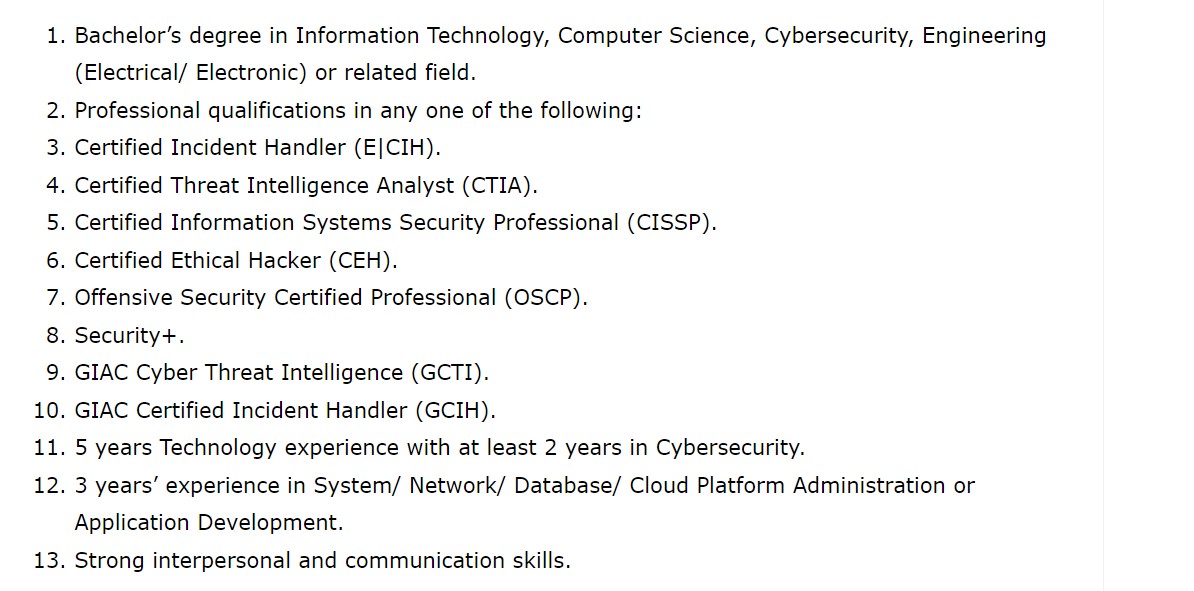 1. Bachelor’s degree in Information Technology, Computer Science, Cybersecurity, Engineering
(Electrical/ Electronic) or related field.
2. Professional qualifications in any one of the following:
3. Certified Incident Handler (E|CIH).
4. Certified Threat Intelligence Analyst (CTIA).
5. Certified Information Systems Security Professional (CISSP).
6. Certified Ethical Hacker (CEH).
7. Offensive Security Certified Professional (OSCP).
8. Security+.
9. GIAC Cyber Threat Intelligence (GCTI).
10. GIAC Certified Incident Handler (GCIH).
11. 5 years Technology experience with at least 2 years in Cybersecurity.
12. 3 years’ experience in System/ Network/ Database/ Cloud Platform Administration or
Application Development.
13. Strong interpersonal and communication skills.